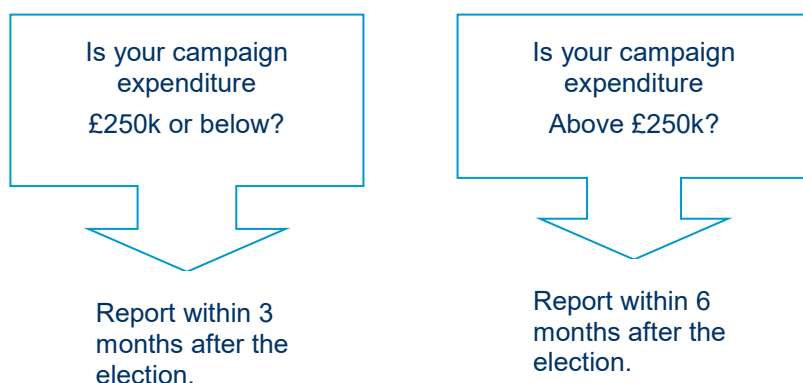 Is your campaign
expenditure
£250k or below?
Report within 3
months after the
election.
Is your campaign
expenditure
Above £250k?
Report within 6
months after the
election.